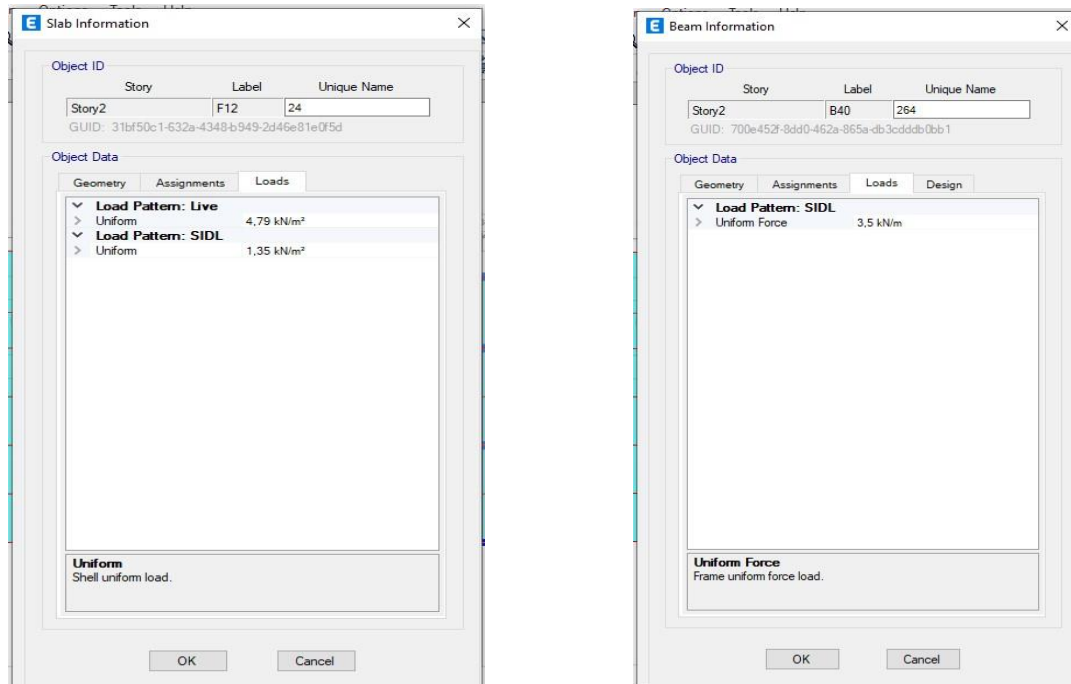 Slab Information
Object ID
Story Label Unique Name
Story2 F12 24
GUID: 31bf50c1-632a-4348-b949-2d46e81e0f5d
Object Data
Geometry Assignments Loads
Load Pattern: Live
Uniform 4,79 kN/m²
Load Pattern: SIDL
Uniform 1,35 kN/m²
Uniform
Shell uniform load.
OK Cancel
Beam Information
Object ID
Story Label Unique Name
Story2 B40 264
GUID: 700e452f-8dd0-462a-865a-db3cdddb0bb1
Object Data
Geometry Assignments Loads Design
Load Pattern: SIDL
Uniform Force 3,5 kN/m
Uniform Force
Frame uniform force load.
OK Cancel